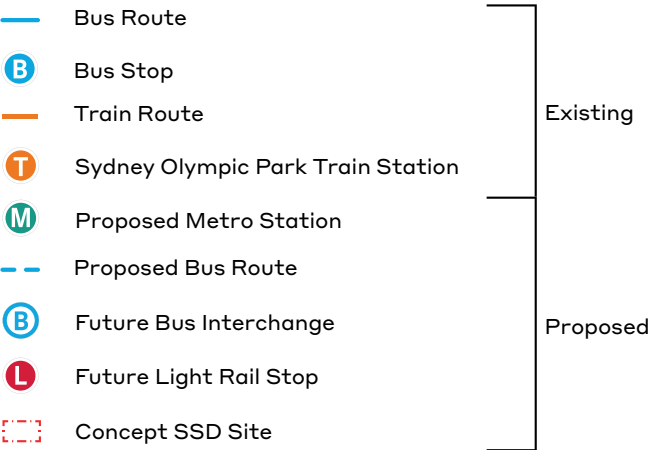 Bus Route
B Bus Stop
Train Route
Existing
T Sydney Olympic Park Train Station
M Proposed Metro Station
Proposed Bus Route
B Future Bus Interchange
Proposed
L Future Light Rail Stop
Concept SSD Site